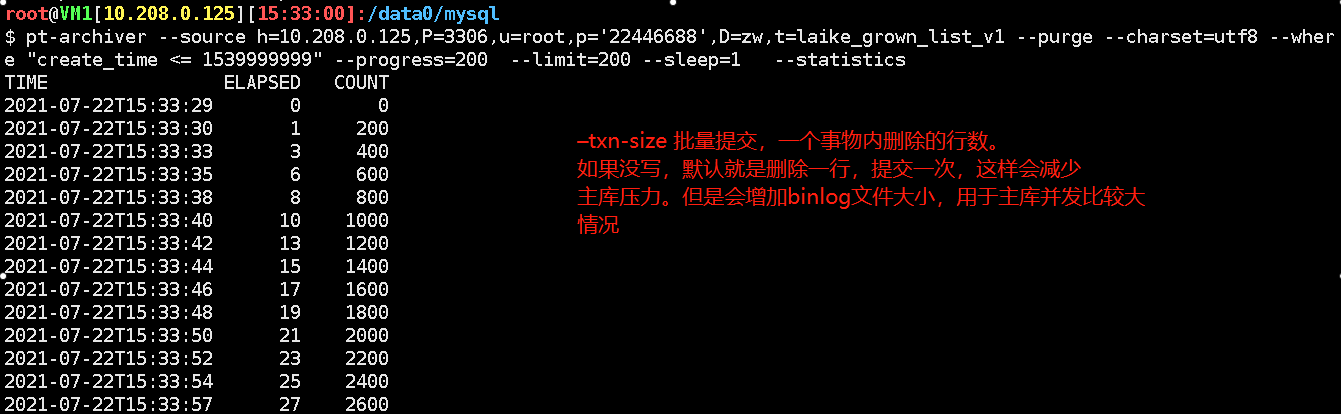 root@VM1[10.208.0.125][15:33:00]:/data0/mysql
$ pt-archiver --source h=10.208.0.125,P=3306,u=root,p='22446688',D=zw,t=laike_grown_list_v1 --purge --charset=utf8 --wher
e "create_time <= 1539999999" --progress=200  --limit=200 --sleep=1   --statistics
TIME                ELAPSED   COUNT
2021-07-22T15:33:29       0       0
2021-07-22T15:33:30       1     200
2021-07-22T15:33:33       3     400
2021-07-22T15:33:35       6     600
2021-07-22T15:33:38       8     800
2021-07-22T15:33:40      10    1000
2021-07-22T15:33:42      13    1200
2021-07-22T15:33:44      15    1400
2021-07-22T15:33:46      17    1600
2021-07-22T15:33:48      19    1800
2021-07-22T15:33:50      21    2000
2021-07-22T15:33:52      23    2200
2021-07-22T15:33:54      25    2400
2021-07-22T15:33:57      27    2600
–txn-size 批量提交，一个事物内删除的行数。
如果没写，默认就是删除一行，提交一次，这样会减少
主库压力。但是会增加binlog文件大小，用于主库并发比较大
情况